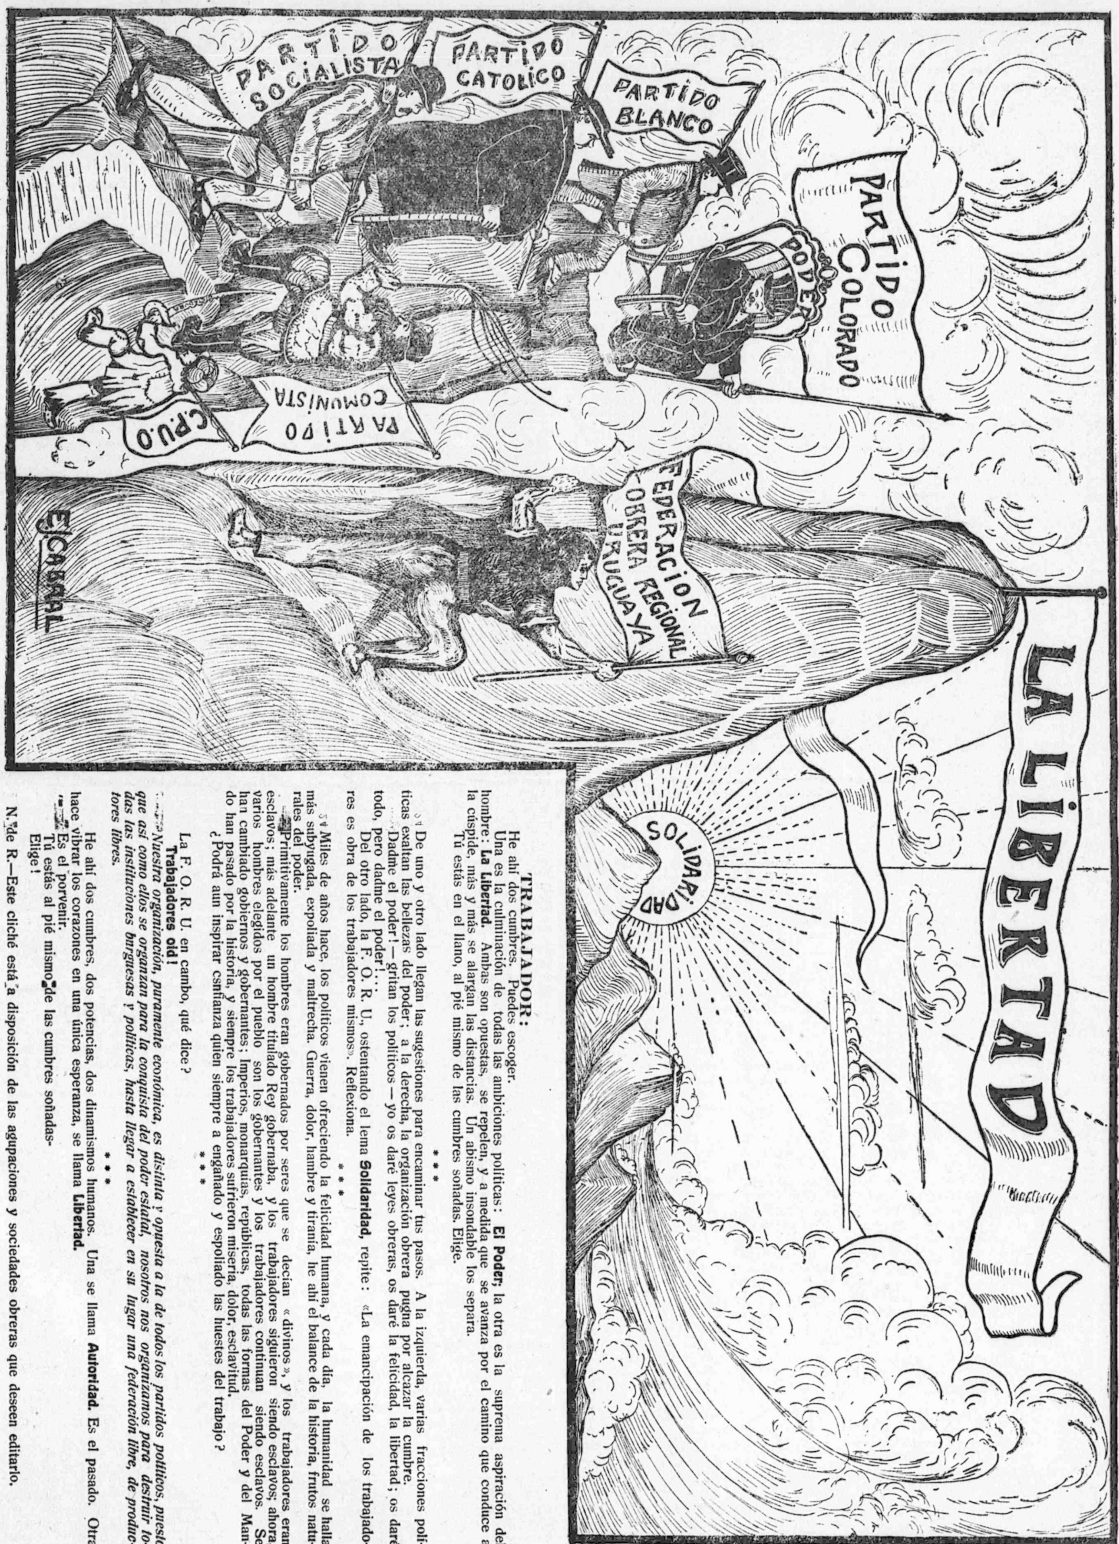 LA LIBERTAD
PARTIDO
COLORADO
PODER
PARTIDO
BLANCO
PARTIDO
CATOLICO
PARTIDO
SOCIALISTA
PARTIDO
COMUNISTA
C.P.U.O
FEDERACION
OBRERA REGIONAL
URUGUAYA
SOLIDARIDAD
EJCABRAL
TRABAJADOR:
He ahí dos cumbres. Puedes escoger.
Una es la culminación de todas las ambiciones políticas: El Poder; la otra es la suprema aspiración del
hombre: La Libertad. Ambas son opuestas, se repelen, y a medida que se avanza por el camino que conduce a
la cúspide, más y más se alargan las distancias. Un abismo insondable los separa.
Tú estás en el llano, al pié mismo de las cumbres soñadas. Elige.
* * *
De uno y otro lado llegan las sugestiones para encaminar tus pasos. A la izquierda, varias fracciones polí-
ticas exaltan las bellezas del poder; a la derecha, la organización obrera pugna por alcazar la cumbre.
Dadme el poder!—gritan los políticos—yo os daré leyes obreras, os daré la felicidad, la libertad; os daré
todo, pero dadme el poder!...
Del otro lado, la F. O. R. U., ostentando el lema Solidaridad, repite: «La emancipación de los trabajado-
res es obra de los trabajadores mismos». Reflexiona.
* * *
Miles de años hace, los políticos vienen ofreciendo la felicidad humana, y cada día, la humanidad se halla
más subyugada, expoliada y maltrecha. Guerra, dolor, hambre y tiranía, he ahí el balance de la historia, frutos natu-
rales del poder.
Primitivamente los hombres eran gobernados por seres que se decían «divinos», y los trabajadores eran
esclavos; más adelante un hombre titulado Rey gobernaba, y los trabajadores siguieron siendo esclavos; ahora
varios hombres elegidos por el pueblo son los gobernantes y los trabajadores continuan siendo esclavos. Se
han cambiado gobiernos y gobernantes; Imperios, monarquías, repúblicas, todas las formas del Poder y del Man-
do han pasado por la historia, y siempre los trabajadores sufrieron miseria, dolor, esclavitud.
¿Podrá aun inspirar confianza quien siempre a engañado y espoliado las huestes del trabajo?
* * *
La F. O. R. U. en cambo, qué dice?
Trabajadores oid!
Nuestra organización, puramente económica, es distinta y opuesta a la de todos los partidos políticos, puesto
que así como ellos se organizan para la conquista del poder estatal, nosotros nos organizamos para destruir to-
das las instituciones burguesas y políticas, hasta llegar a establecer en su lugar una federación libre, de produc-
tores libres.
* * *
He ahí dos cumbres, dos potencias, dos dinamismos humanos. Una se llama Autoridad. Es el pasado. Otra
hace vibrar los corazones en una única esperanza, se llama Libertad.
Es el porvenir.
Tú estás al pié mismo de las cumbres soñadas-
Elige!
N. de R.—Este cliché está a disposición de las agupaciones y sociedades obreras que deseen editarlo.